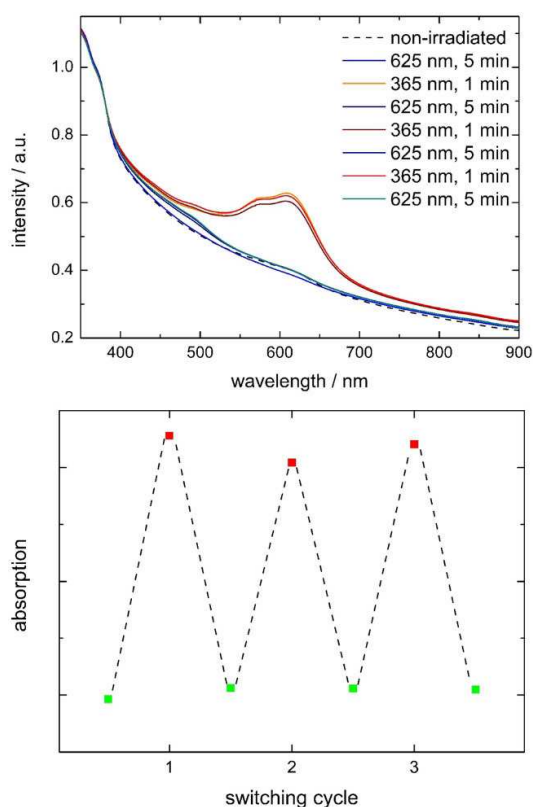 non-irradiated
625 nm, 5 min
365 nm, 1 min
625 nm, 5 min
365 nm, 1 min
625 nm, 5 min
365 nm, 1 min
625 nm, 5 min
intensity / a.u.
1.0
0.8
0.6
0.4
0.2
400 500 600 700 800 900
wavelength / nm
absorption
1 2 3
switching cycle